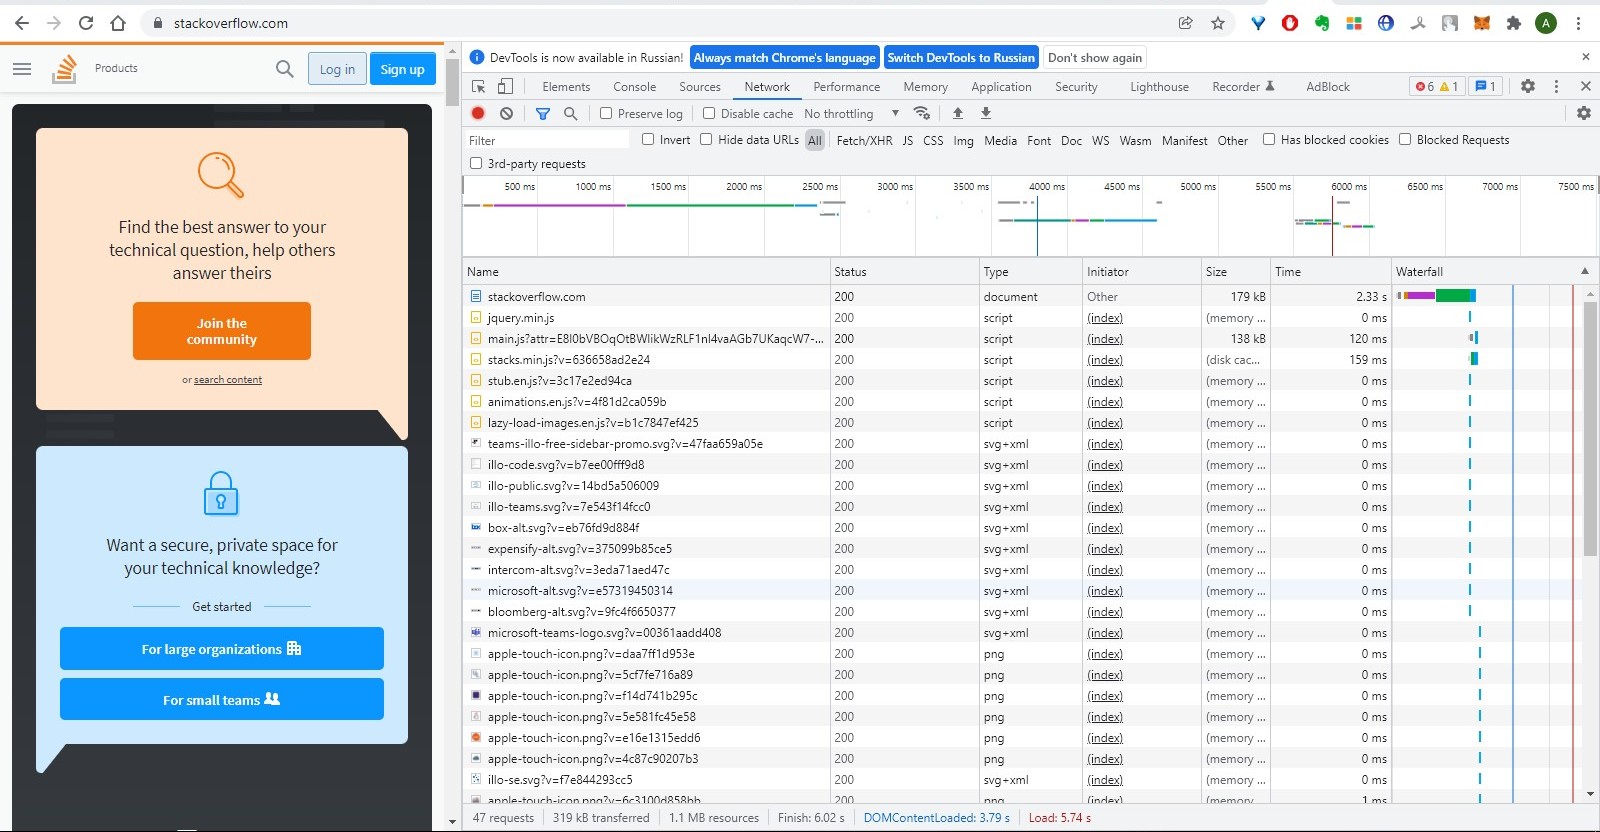 stackoverflow.com
A
Products
Log in
Sign up
Find the best answer to your
technical question, help others
answer theirs
Join the
community
or search content
Want a secure, private space for
your technical knowledge?
Get started
For large organizations
For small teams
DevTools is now available in Russian! Always match Chrome's language Switch DevTools to Russian Don't show again
Elements Console Sources Network Performance Memory Application Security Lighthouse Recorder AdBlock 6 1 1
Preserve log Disable cache No throttling
Filter Invert Hide data URLs All Fetch/XHR JS CSS Img Media Font Doc WS Wasm Manifest Other Has blocked cookies Blocked Requests
3rd-party requests
500 ms 1000 ms 1500 ms 2000 ms 2500 ms 3000 ms 3500 ms 4000 ms 4500 ms 5000 ms 5500 ms 6000 ms 6500 ms 7000 ms 7500 ms
Name Status Type Initiator Size Time Waterfall
stackoverflow.com 200 document Other 179 kB 2.33 s
jquery.min.js 200 script (index) (memory ... 0 ms
main.js?attr=E8I0bVBOqOtBWlikWzRLF1nI4vaAGb7UKaqcW7-... 200 script (index) 138 kB 120 ms
stacks.min.js?v=636658ad2e24 200 script (index) (disk cac... 159 ms
stub.en.js?v=3c17e2ed94ca 200 script (index) (memory ... 0 ms
animations.en.js?v=4f81d2ca059b 200 script (index) (memory ... 0 ms
lazy-load-images.en.js?v=b1c7847ef425 200 script (index) (memory ... 0 ms
teams-illo-free-sidebar-promo.svg?v=47faa659a05e 200 svg+xml (index) (memory ... 0 ms
illo-code.svg?v=b7ee00fff9d8 200 svg+xml (index) (memory ... 0 ms
illo-public.svg?v=14bd5a506009 200 svg+xml (index) (memory ... 0 ms
illo-teams.svg?v=7e543f14fcc0 200 svg+xml (index) (memory ... 0 ms
box-alt.svg?v=eb76fd9d884f 200 svg+xml (index) (memory ... 0 ms
expensify-alt.svg?v=375099b85ce5 200 svg+xml (index) (memory ... 0 ms
intercom-alt.svg?v=3eda71aed47c 200 svg+xml (index) (memory ... 0 ms
microsoft-alt.svg?v=e57319450314 200 svg+xml (index) (memory ... 0 ms
bloomberg-alt.svg?v=9fc4f6650377 200 svg+xml (index) (memory ... 0 ms
microsoft-teams-logo.svg?v=00361aadd408 200 svg+xml (index) (memory ... 0 ms
apple-touch-icon.png?v=daa7ff1d953e 200 png (index) (memory ... 0 ms
apple-touch-icon.png?v=5cf7fe716a89 200 png (index) (memory ... 0 ms
apple-touch-icon.png?v=f14d741b295c 200 png (index) (memory ... 0 ms
apple-touch-icon.png?v=5e581fc45e58 200 png (index) (memory ... 0 ms
apple-touch-icon.png?v=e16e1315edd6 200 png (index) (memory ... 0 ms
apple-touch-icon.png?v=4c87c90207b3 200 png (index) (memory ... 0 ms
illo-se.svg?v=f7e844293cc5 200 svg+xml (index) (memory ... 0 ms
apple-touch-icon.png?v=6c3100d858bb 200 png (index) (memory ... 1 ms
47 requests 319 kB transferred 1.1 MB resources Finish: 6.02 s DOMContentLoaded: 3.79 s Load: 5.74 s